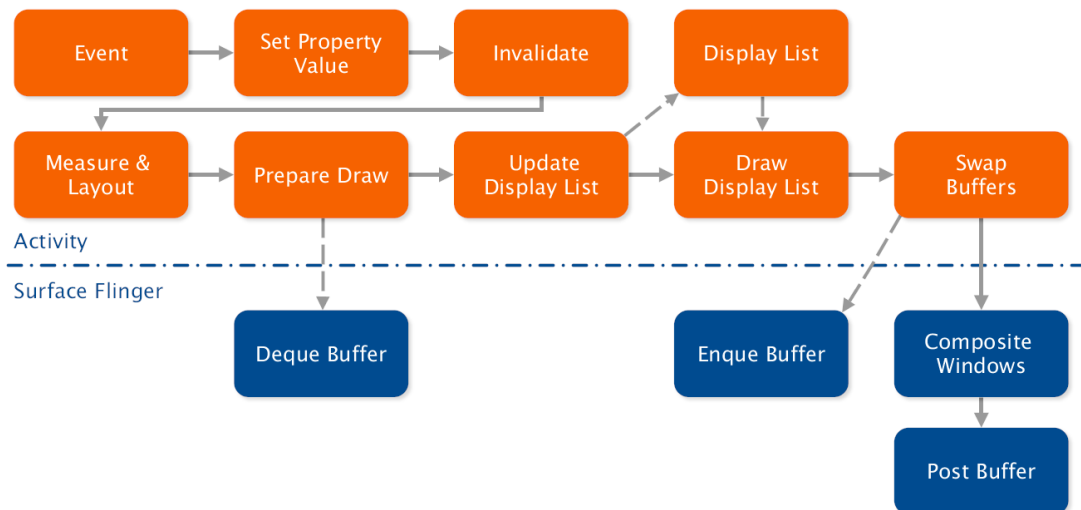 Event
Set Property
Value
Invalidate
Display List
Measure &
Layout
Prepare Draw
Update
Display List
Draw
Display List
Swap
Buffers
Activity
Surface Flinger
Deque Buffer
Enque Buffer
Composite
Windows
Post Buffer